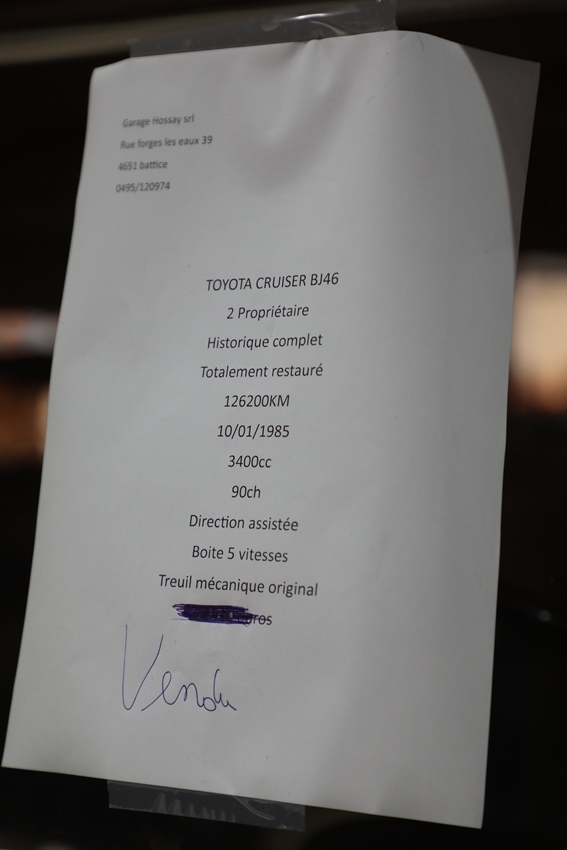 Garage Hossay srl
Rue forges les eaux 39
4651 battice
0495/120974
TOYOTA CRUISER BJ46
2 Propriétaire
Historique complet
Totalement restauré
126200KM
10/01/1985
3400cc
90ch
Direction assistée
Boite 5 vitesses
Treuil mécanique original
Vendu